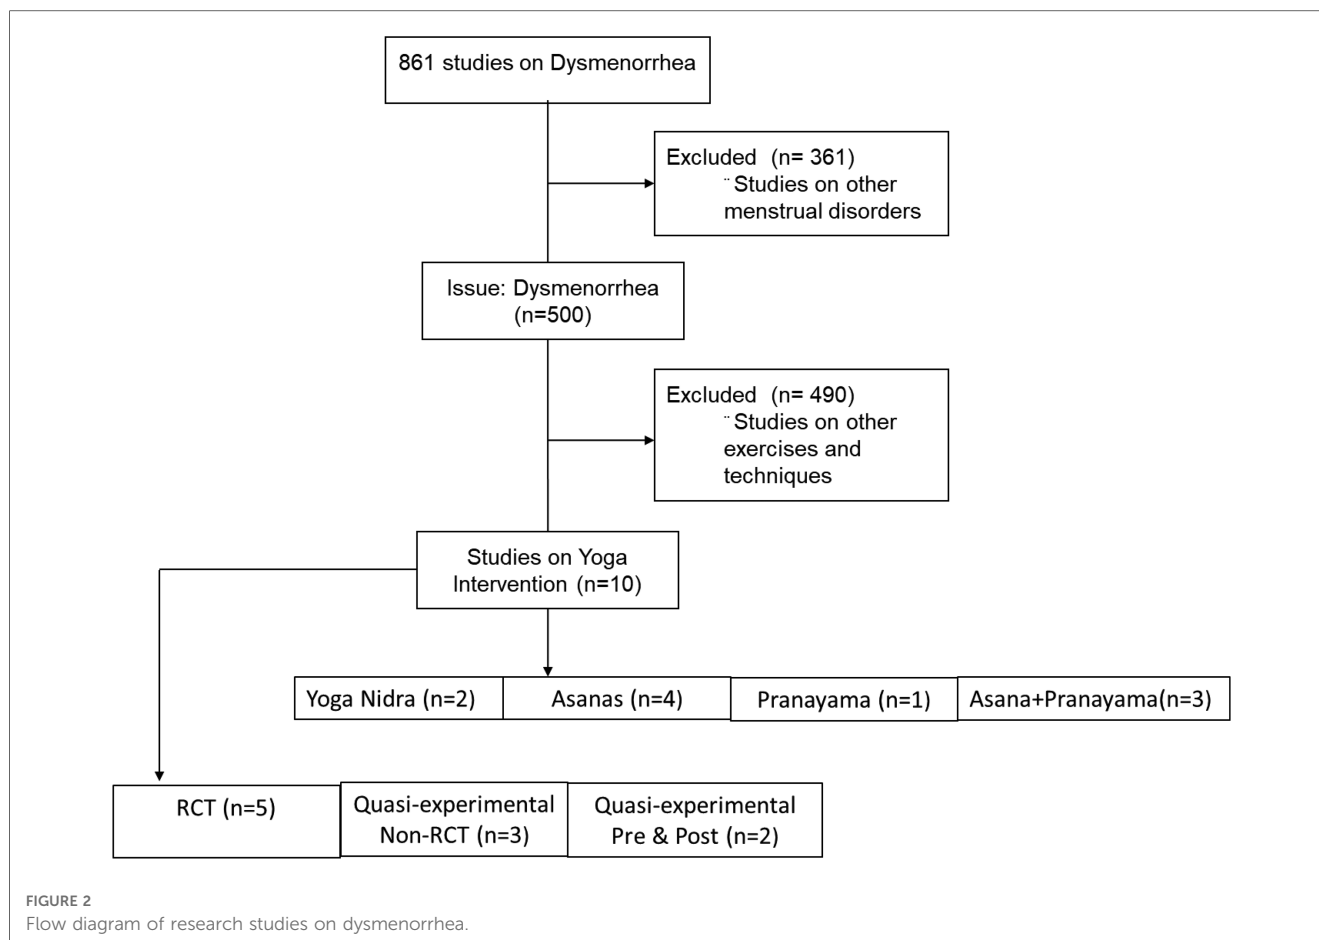 861 studies on Dysmenorrhea
Excluded (n= 361)
¨ Studies on other
menstrual disorders
Issue: Dysmenorrhea
(n=500)
Excluded (n= 490)
¨ Studies on other
exercises and
techniques
Studies on Yoga
Intervention (n=10)
Yoga Nidra (n=2)
Asanas (n=4)
Pranayama (n=1)
Asana+Pranayama(n=3)
RCT (n=5)
Quasi-experimental
Non-RCT (n=3)
Quasi-experimental
Pre & Post (n=2)
FIGURE 2
Flow diagram of research studies on dysmenorrhea.